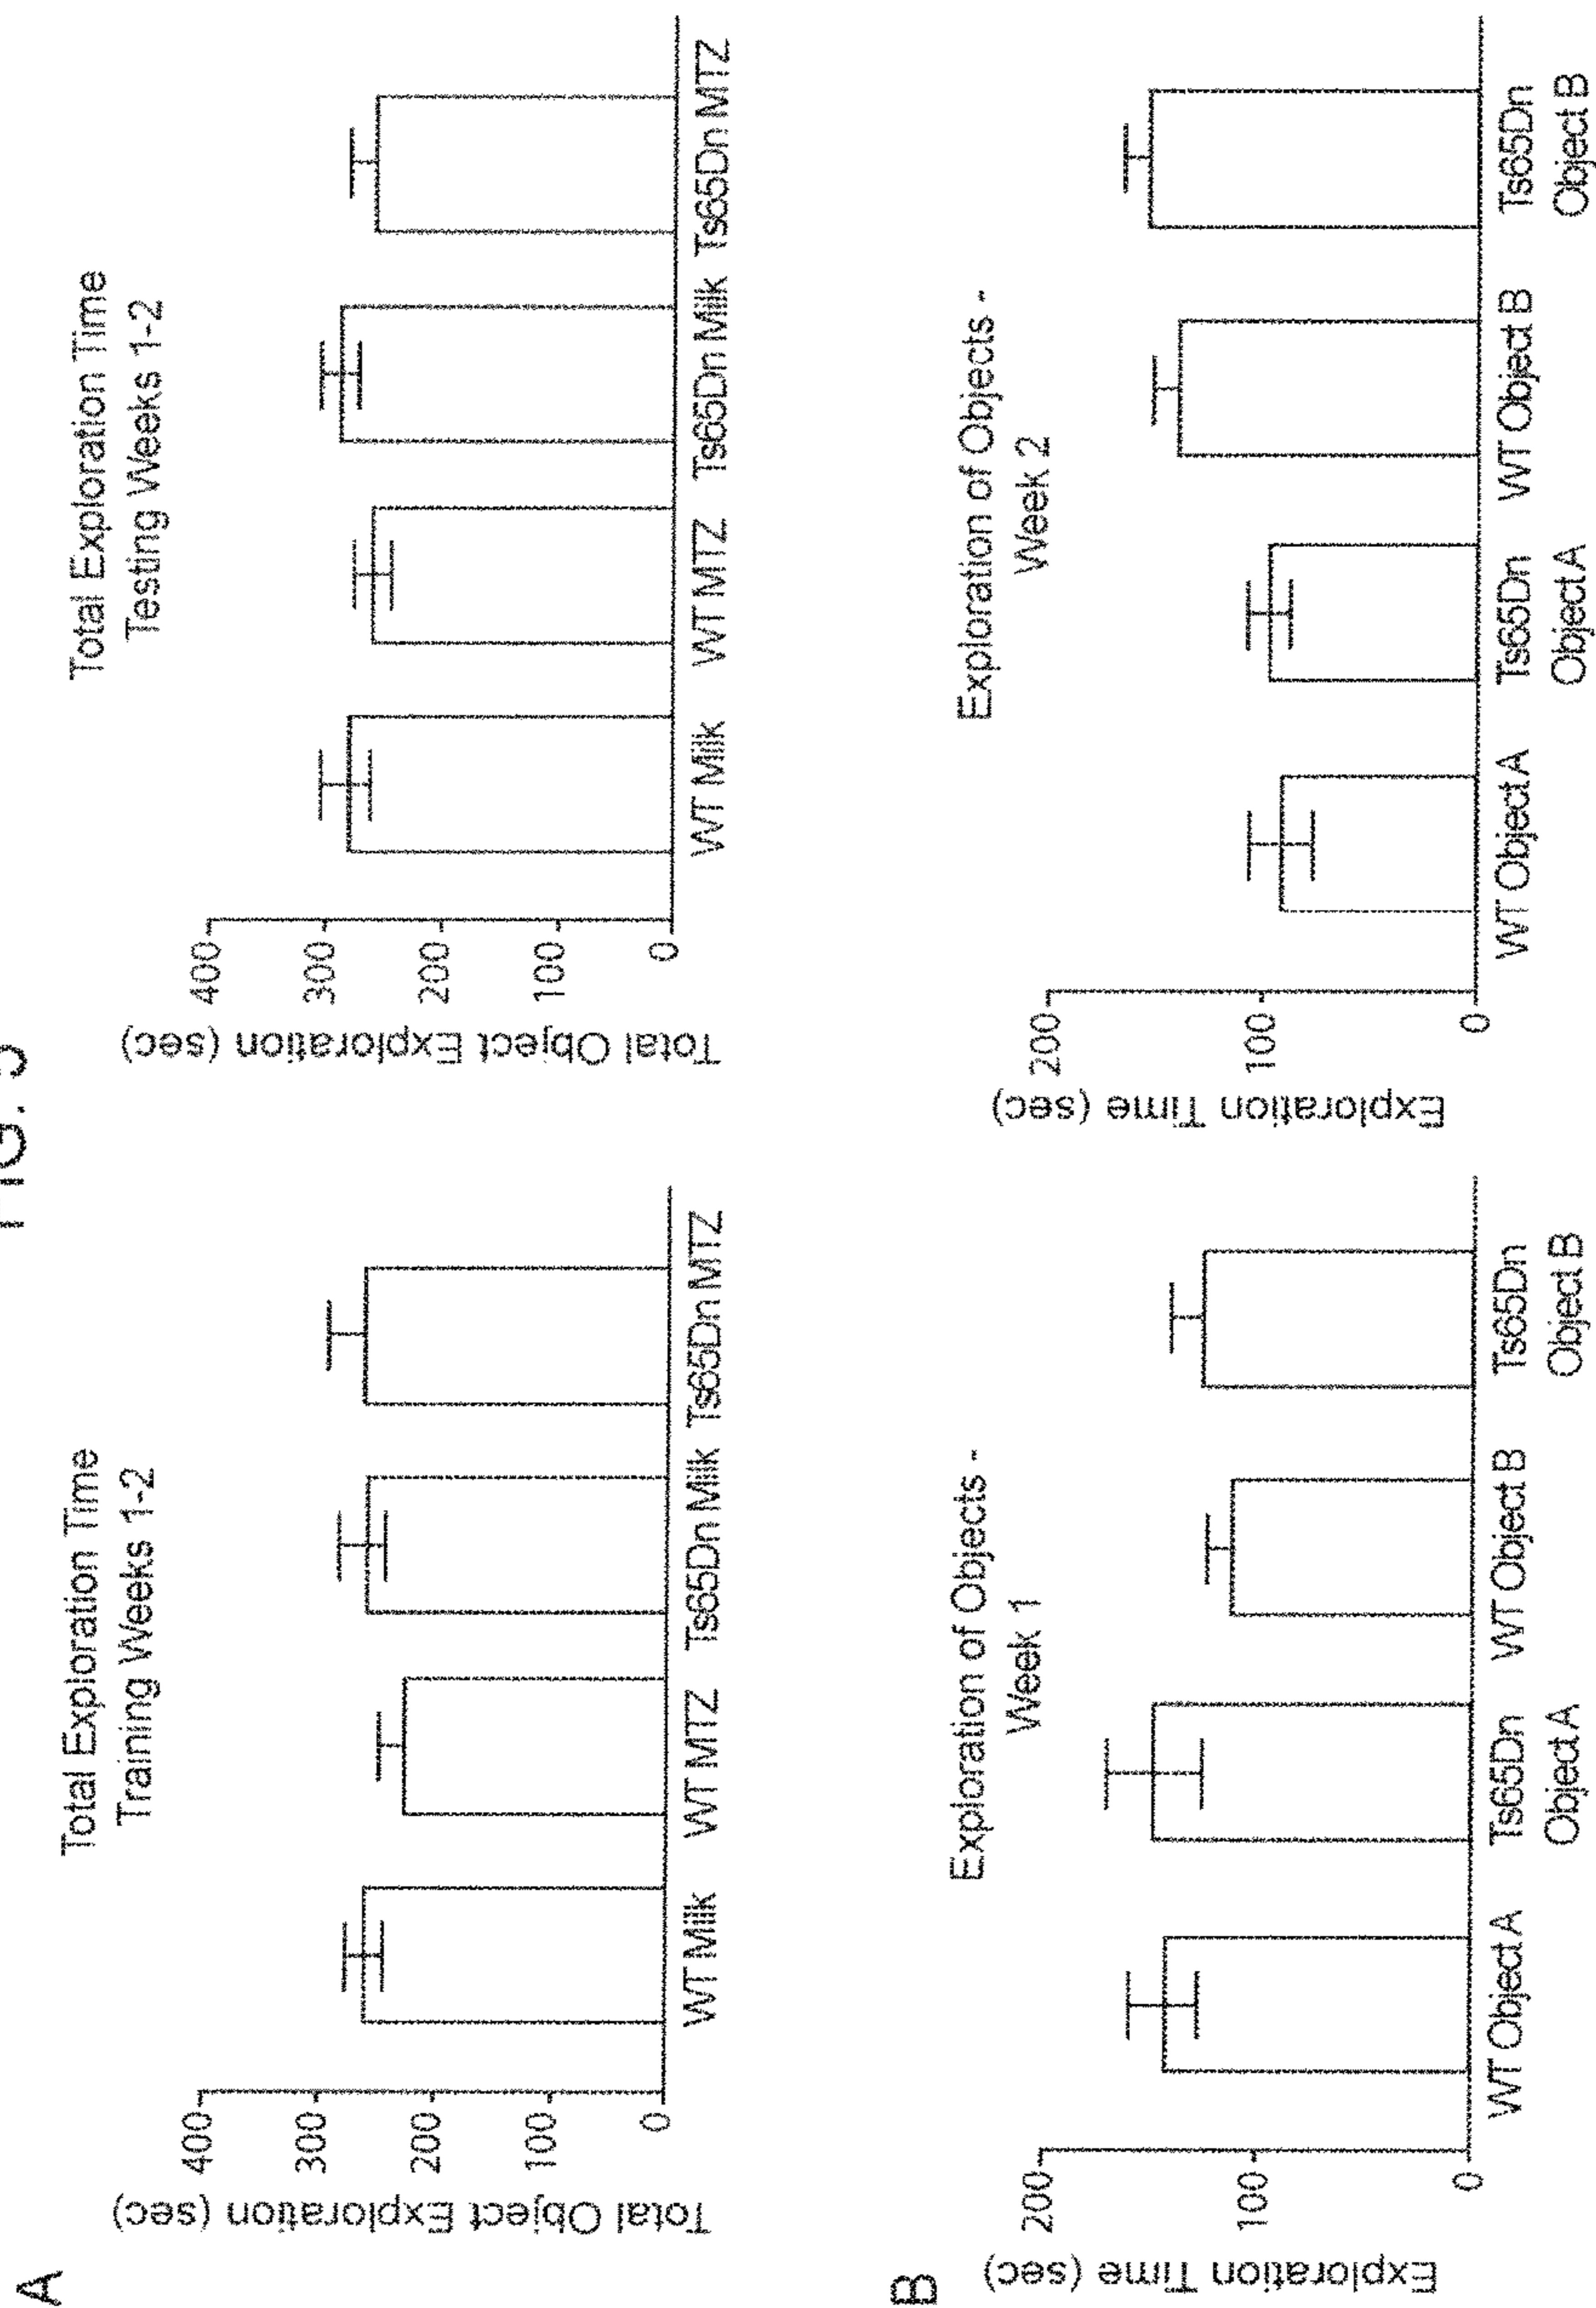 FIG. 5
A
Total Exploration Time
Training Weeks 1-2
Total Object Exploration (sec)
400
300
200
100
0
WT Milk
WT MTZ
Ts65Dn Milk
Ts65Dn MTZ
Total Exploration Time
Testing Weeks 1-2
Total Object Exploration (sec)
400
300
200
100
0
WT Milk
WT MTZ
Ts65Dn Milk
Ts65Dn MTZ
B
Exploration of Objects -
Week 1
Exploration Time (sec)
200
100
0
WT Object A
Ts65Dn
Object A
WT Object B
Ts65Dn
Object B
Exploration of Objects -
Week 2
Exploration Time (sec)
200
100
0
WT Object A
Ts65Dn
Object A
WT Object B
Ts65Dn
Object B